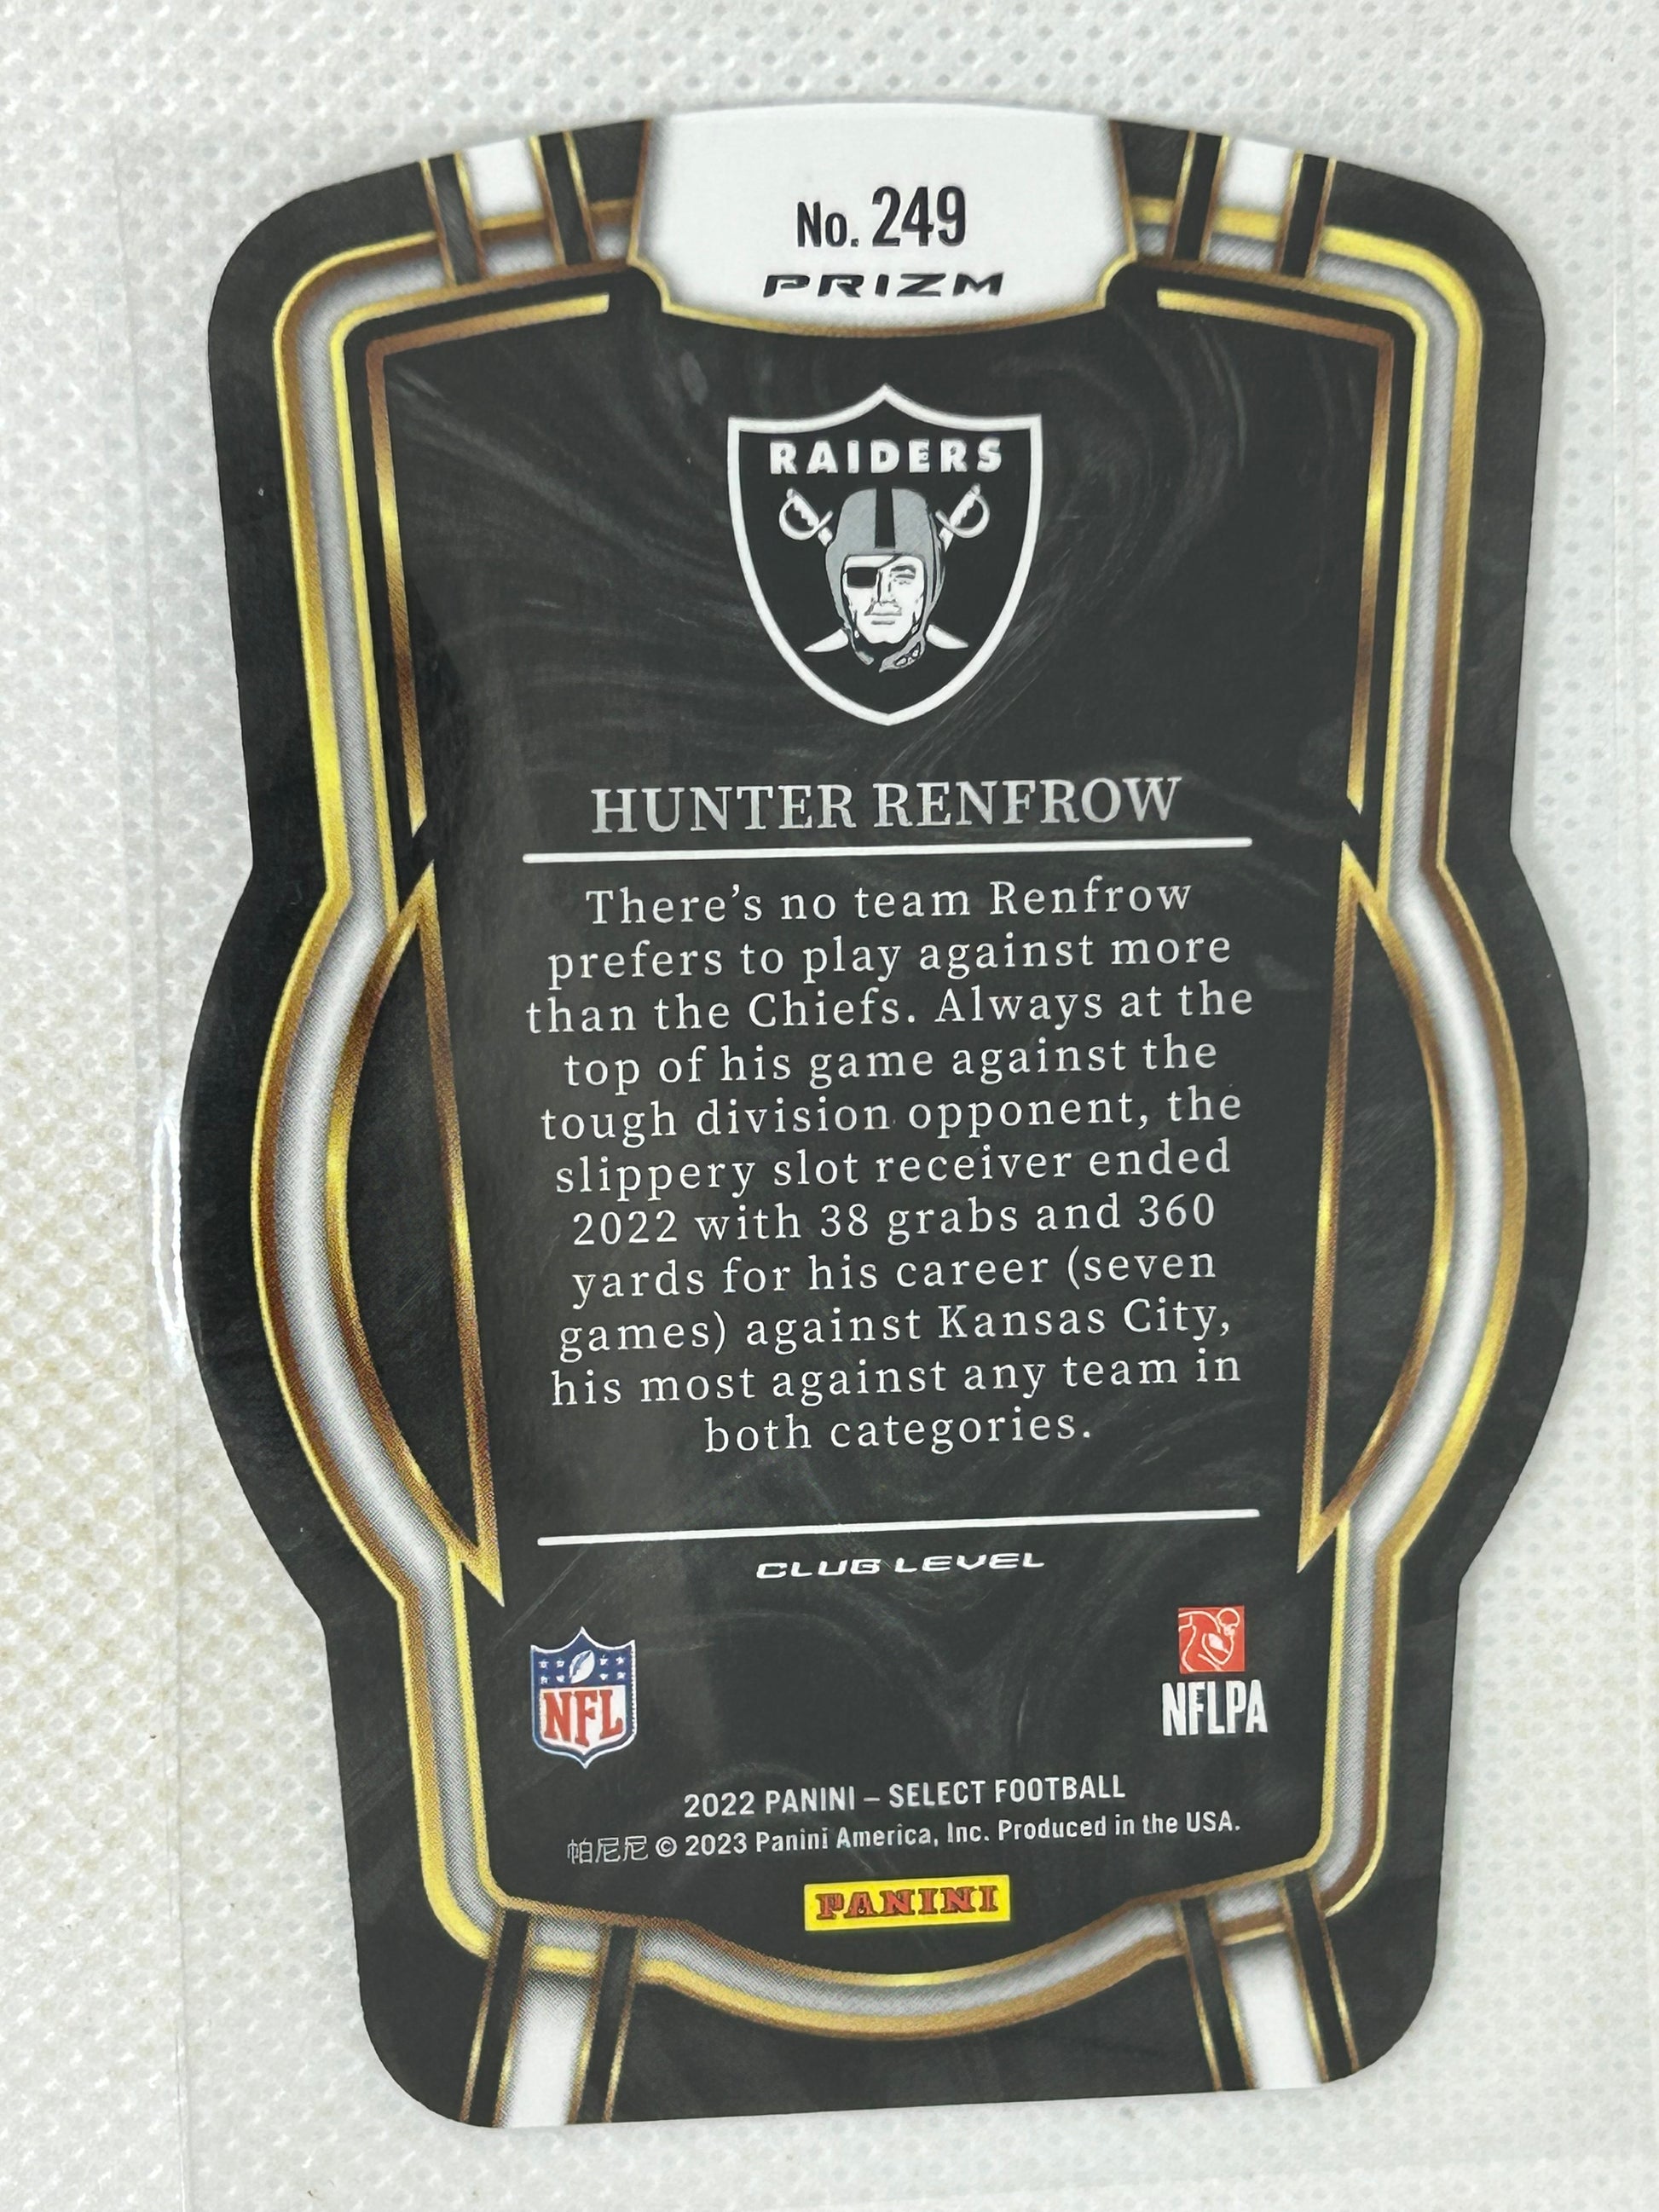 No. 249
PRIZM
RAIDERS
HUNTER RENFROW
There's no team Renfrow
prefers to play against more
than the Chiefs. Always at the
top of his game against the
tough division opponent, the
slippery slot receiver ended
2022 with 38 grabs and 360
yards for his career (seven
games) against Kansas City,
his most against any team in
both categories.
CLUB LEVEL
NFL
NFLPA
2022 PANINI – SELECT FOOTBALL
帕尼尼 © 2023 Panini America, Inc. Produced in the USA.
PANINI